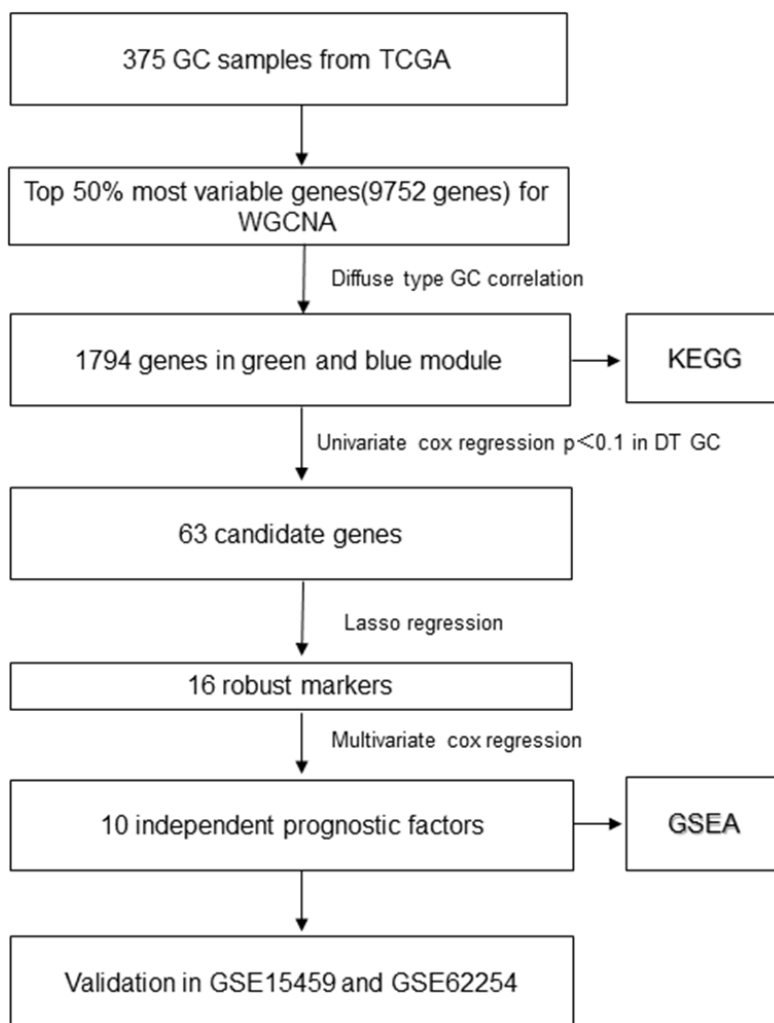 375 GC samples from TCGA
Top 50% most variable genes(9752 genes) for
WGCNA
Diffuse type GC correlation
1794 genes in green and blue module
KEGG
Univariate cox regression p<0.1 in DT GC
63 candidate genes
Lasso regression
16 robust markers
Multivariate cox regression
10 independent prognostic factors
GSEA
Validation in GSE15459 and GSE62254